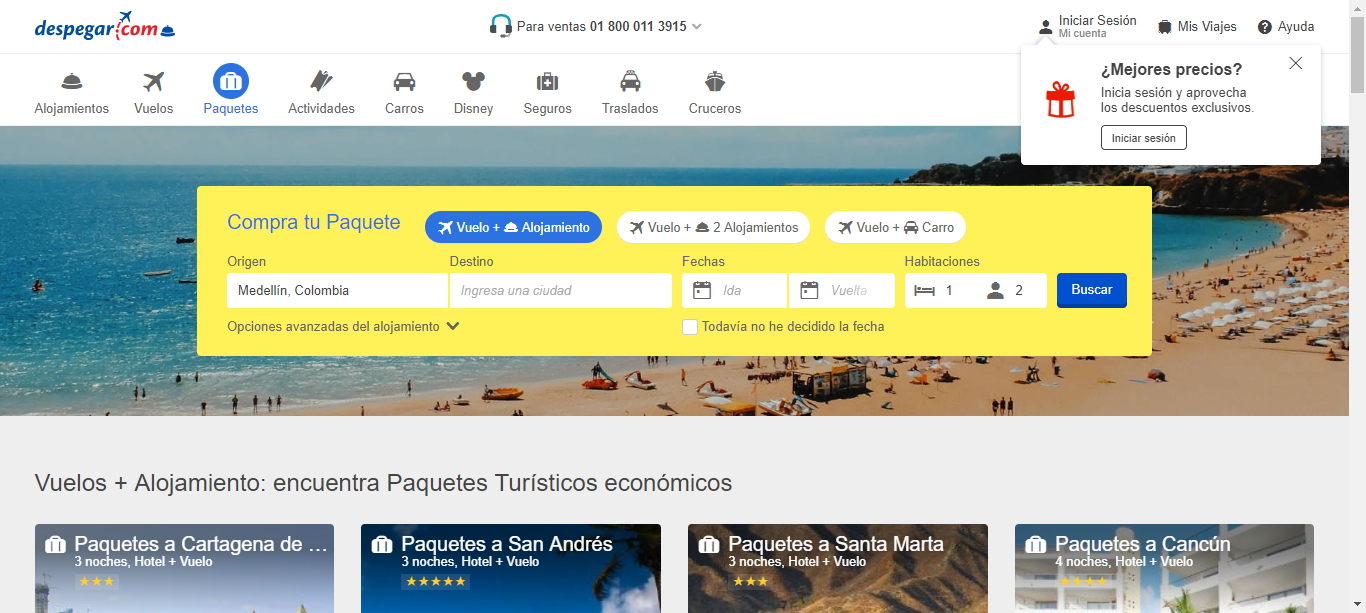 despegar.com
Para ventas 01 800 011 3915
Iniciar Sesión
Mi cuenta
Mis Viajes
Ayuda
¿Mejores precios?
Inicia sesión y aprovecha
los descuentos exclusivos.
Iniciar sesión
Alojamientos
Vuelos
Paquetes
Actividades
Carros
Disney
Seguros
Traslados
Cruceros
Compra tu Paquete
Vuelo + Alojamiento
Vuelo + 2 Alojamientos
Vuelo + Carro
Origen
Destino
Fechas
Habitaciones
Medellín, Colombia
Ingresa una ciudad
Ida
Vuelta
1
2
Buscar
Opciones avanzadas del alojamiento
Todavía no he decidido la fecha
Vuelos + Alojamiento: encuentra Paquetes Turísticos económicos
Paquetes a Cartagena de ...
3 noches, Hotel + Vuelo
Paquetes a San Andrés
3 noches, Hotel + Vuelo
Paquetes a Santa Marta
3 noches, Hotel + Vuelo
Paquetes a Cancún
4 noches, Hotel + Vuelo